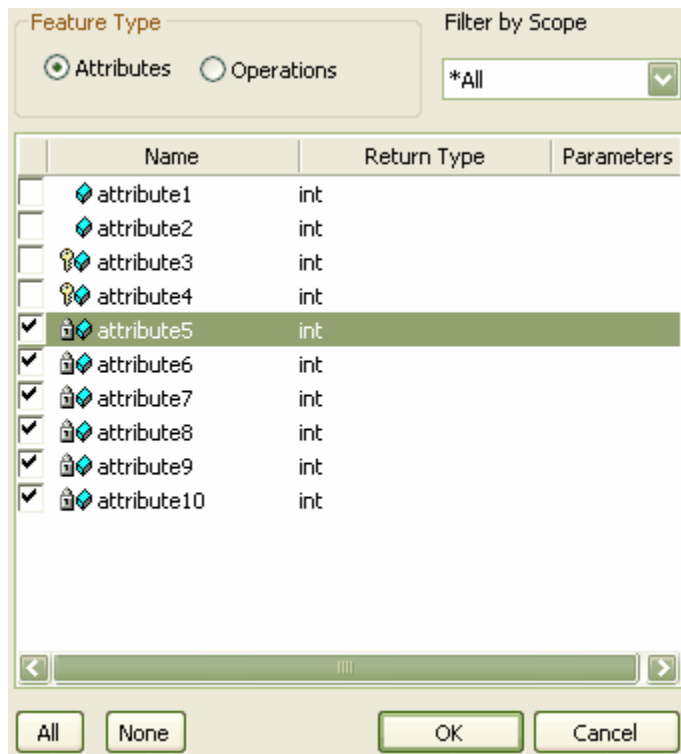 Feature Type
Filter by Scope
Attributes
Operations
*All
Name Return Type Parameters
attribute1 int
attribute2 int
attribute3 int
attribute4 int
attribute5 int
attribute6 int
attribute7 int
attribute8 int
attribute9 int
attribute10 int
All None OK Cancel